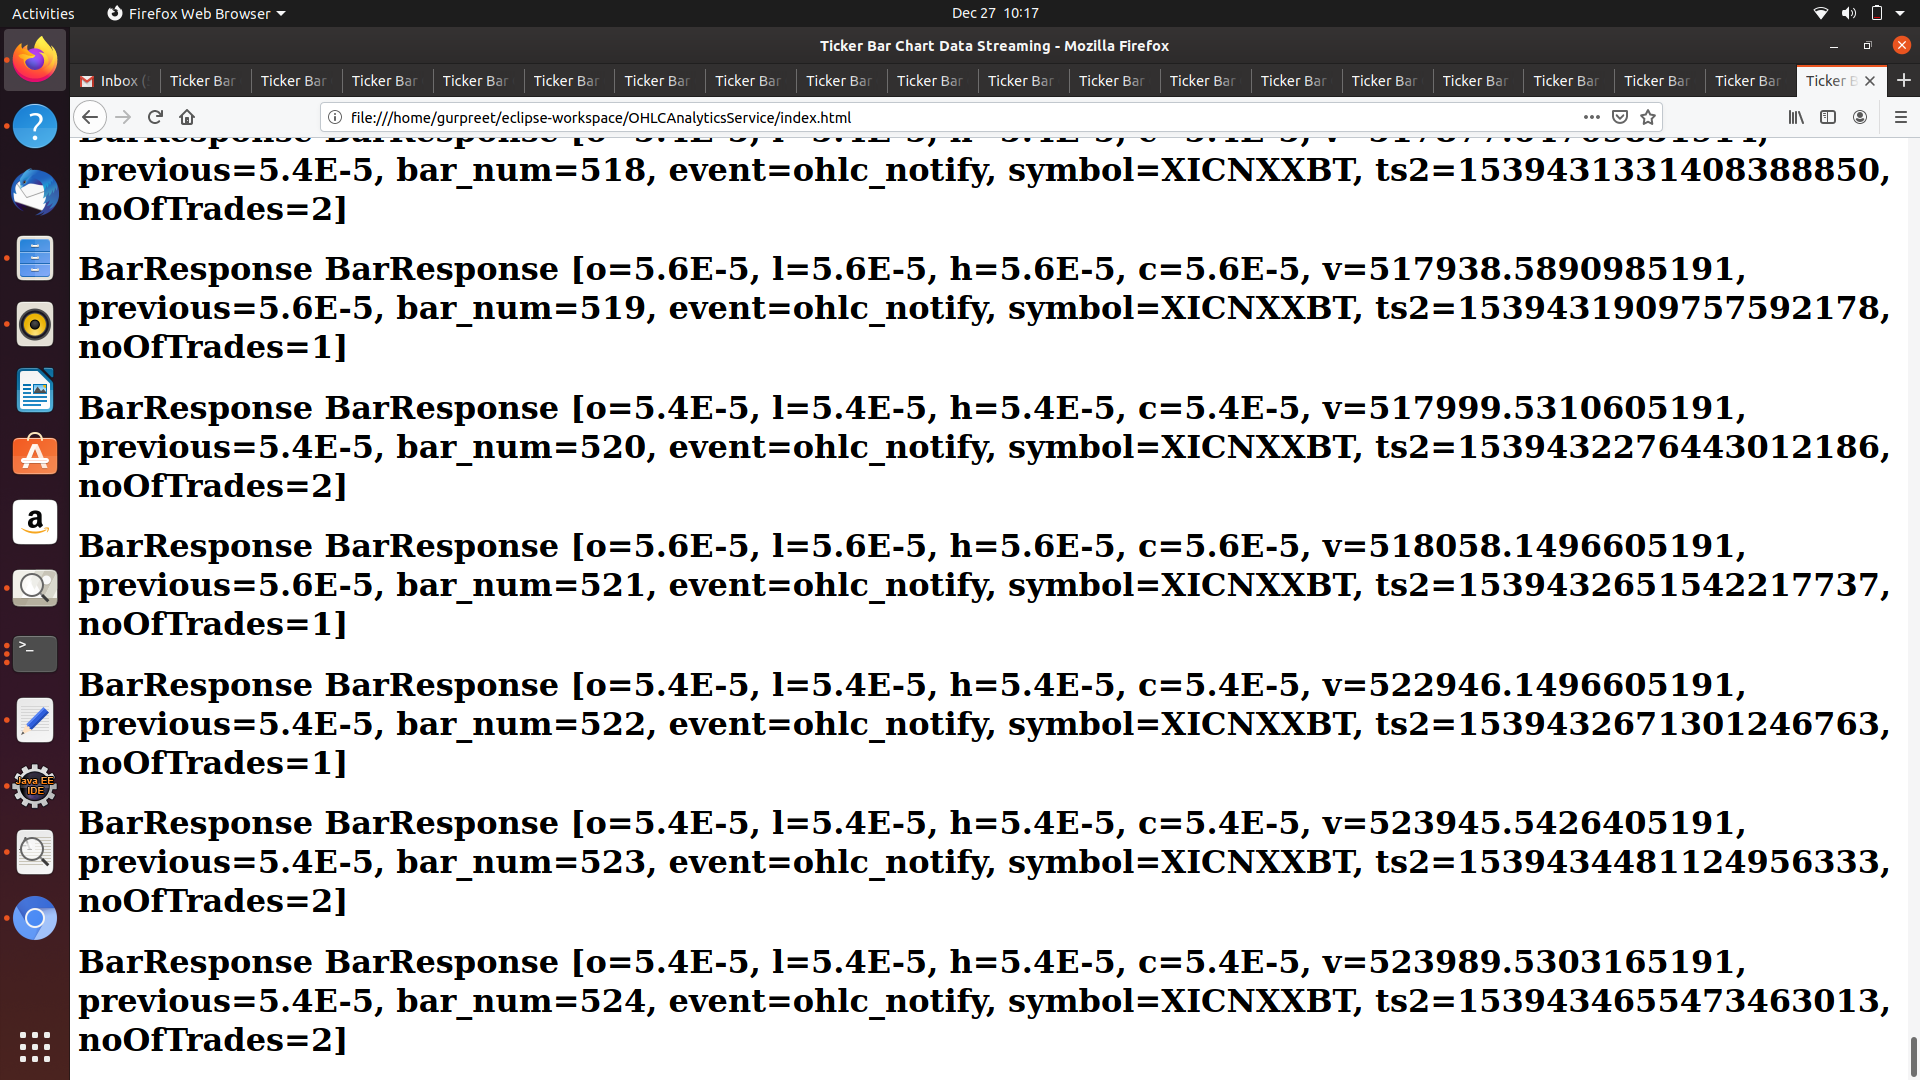 Activities Firefox Web Browser Dec 27 10:17
Ticker Bar Chart Data Streaming - Mozilla Firefox
Inbox ( Ticker Bar Ticker Bar Ticker Bar Ticker Bar Ticker Bar Ticker Bar Ticker Bar Ticker Bar Ticker Bar Ticker Bar Ticker Bar Ticker Bar Ticker Bar Ticker Bar Ticker Bar Ticker Bar Ticker Bar Ticker Bar Ticker B
file:///home/gurpreet/eclipse-workspace/OHLCAnalyticsService/index.html
previous=5.4E-5, bar_num=518, event=ohlc_notify, symbol=XICNXXBT, ts2=1539431331408388850,
noOfTrades=2]
BarResponse BarResponse [o=5.6E-5, l=5.6E-5, h=5.6E-5, c=5.6E-5, v=517938.5890985191,
previous=5.6E-5, bar_num=519, event=ohlc_notify, symbol=XICNXXBT, ts2=1539431909757592178,
noOfTrades=1]
BarResponse BarResponse [o=5.4E-5, l=5.4E-5, h=5.4E-5, c=5.4E-5, v=517999.5310605191,
previous=5.4E-5, bar_num=520, event=ohlc_notify, symbol=XICNXXBT, ts2=1539432276443012186,
noOfTrades=2]
BarResponse BarResponse [o=5.6E-5, l=5.6E-5, h=5.6E-5, c=5.6E-5, v=518058.1496605191,
previous=5.6E-5, bar_num=521, event=ohlc_notify, symbol=XICNXXBT, ts2=1539432651542217737,
noOfTrades=1]
BarResponse BarResponse [o=5.4E-5, l=5.4E-5, h=5.4E-5, c=5.4E-5, v=522946.1496605191,
previous=5.4E-5, bar_num=522, event=ohlc_notify, symbol=XICNXXBT, ts2=1539432671301246763,
noOfTrades=1]
BarResponse BarResponse [o=5.4E-5, l=5.4E-5, h=5.4E-5, c=5.4E-5, v=523945.5426405191,
previous=5.4E-5, bar_num=523, event=ohlc_notify, symbol=XICNXXBT, ts2=1539434481124956333,
noOfTrades=2]
BarResponse BarResponse [o=5.4E-5, l=5.4E-5, h=5.4E-5, c=5.4E-5, v=523989.5303165191,
previous=5.4E-5, bar_num=524, event=ohlc_notify, symbol=XICNXXBT, ts2=1539434655473463013,
noOfTrades=2]
Java EE
IDE